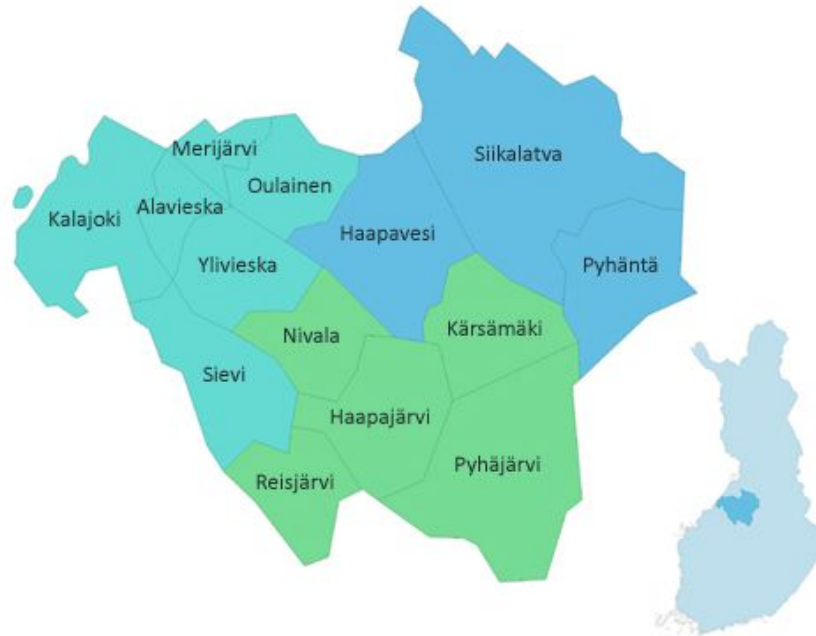 Merijärvi
Siikalatva
Oulainen
Alavieska
Kalajoki
Haapavesi
Ylivieska
Pyhäntä
Nivala
Kärsämäki
Sievi
Haapajärvi
Pyhäjärvi
Reisjärvi